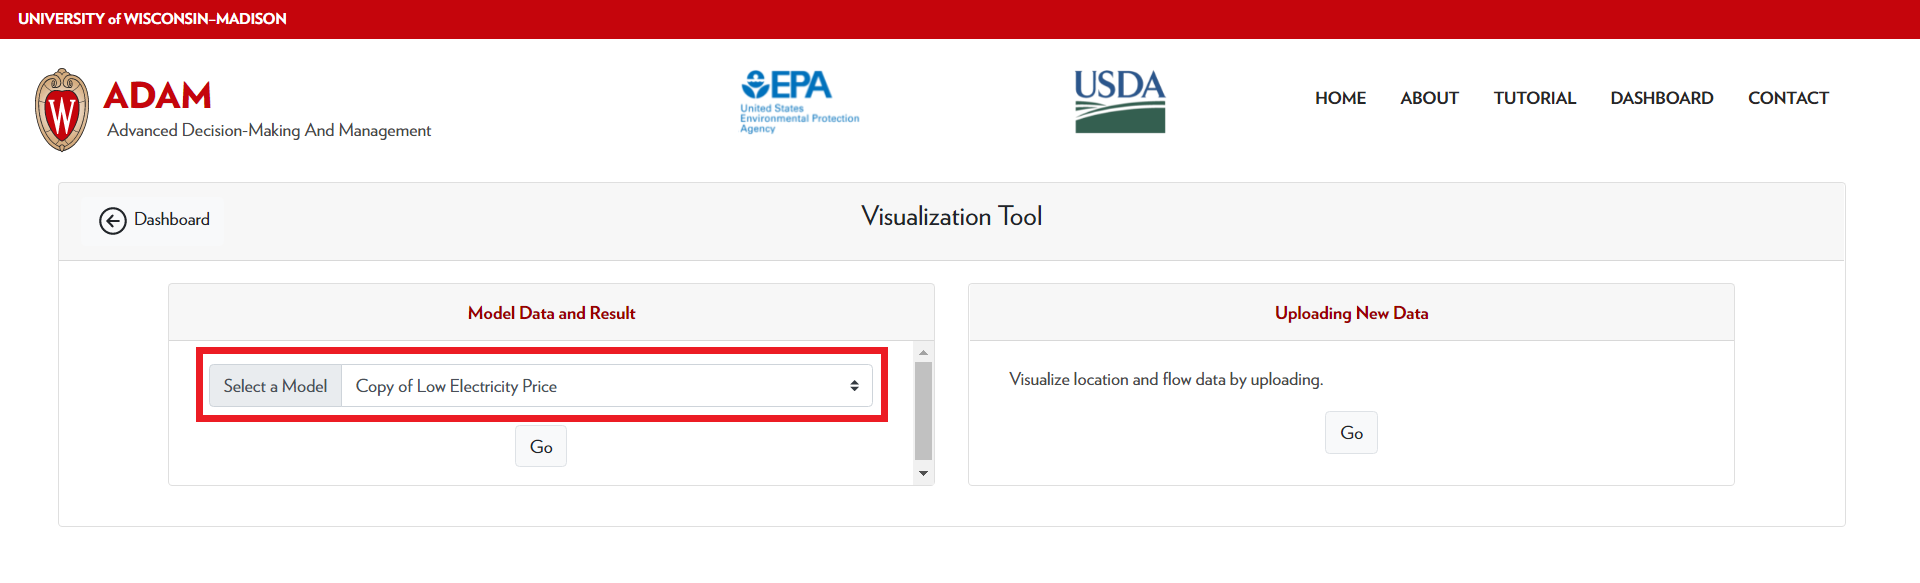 UNIVERSITY of WISCONSIN–MADISON
W
ADAM
Advanced Decision-Making And Management
EPA
United States
Environmental Protection
Agency
USDA
HOME ABOUT TUTORIAL DASHBOARD CONTACT
Dashboard
Visualization Tool
Model Data and Result
Select a Model Copy of Low Electricity Price
Go
Uploading New Data
Visualize location and flow data by uploading.
Go